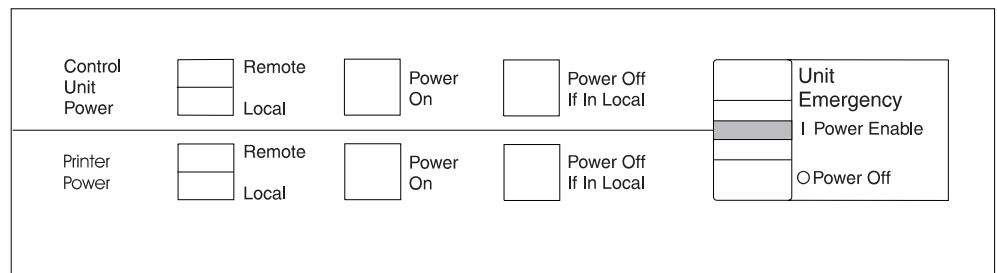 Control
Unit
Power
Remote
Local
Power
On
Power Off
If In Local
Unit
Emergency
I Power Enable
O Power Off
Printer
Power
Remote
Local
Power
On
Power Off
If In Local